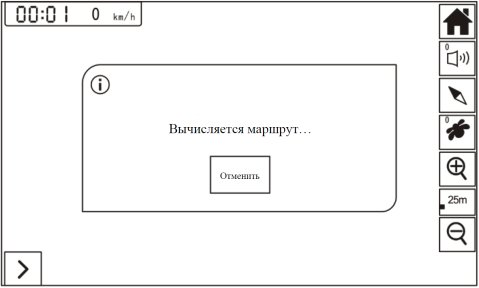 00:01 0 km/h
0
Вычисляется маршрут…
0
Отменить
25m